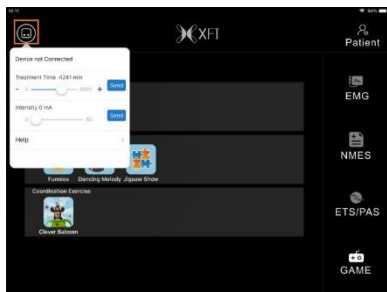 XFT
Patient
Device not Connected
Treatment Time 4241 min
Send
Intensity 0 mA
Send
Help
EMG
NMES
ETS/PAS
GAME
Funnies Dancing Melody Jigsaw Show
Coordination Exercise
Clever Baboon